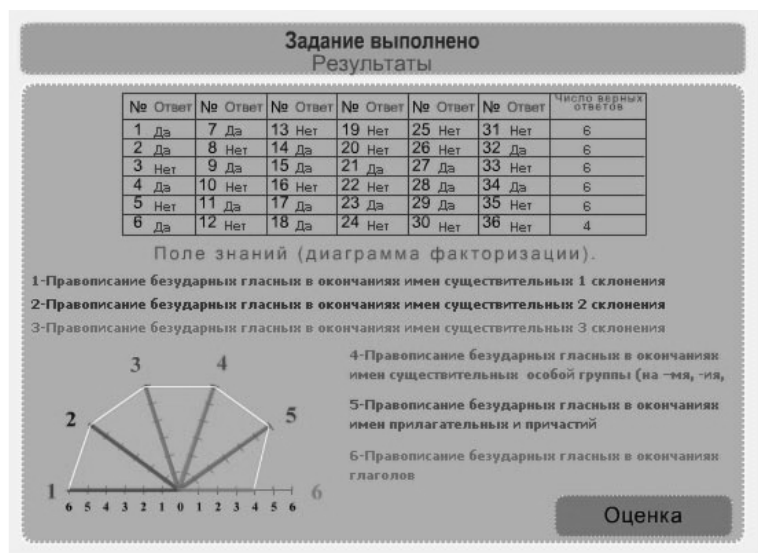 Задание выполнено
Результаты
№ Ответ № Ответ № Ответ № Ответ № Ответ № Ответ Число верных ответов
1 Да 7 Да 13 Нет 19 Нет 25 Нет 31 Нет 6
2 Да 8 Нет 14 Да 20 Нет 26 Нет 32 Да 6
3 Нет 9 Да 15 Да 21 Да 27 Да 33 Нет 6
4 Да 10 Нет 16 Нет 22 Нет 28 Да 34 Да 6
5 Нет 11 Да 17 Да 23 Да 29 Да 35 Нет 6
6 Да 12 Нет 18 Да 24 Нет 30 Нет 36 Нет 4
Поле знаний (диаграмма факторизации).
1-Правописание безударных гласных в окончаниях имен существительных 1 склонения
2-Правописание безударных гласных в окончаниях имен существительных 2 склонения
3-Правописание безударных гласных в окончаниях имен существительных 3 склонения
4-Правописание безударных гласных в окончаниях
имен существительных особой группы (на –мя, -ия,
5-Правописание безударных гласных в окончаниях
имен прилагательных и причастий
6-Правописание безударных гласных в окончаниях
глаголов
3 4
2 5
1 6
6 5 4 3 2 1 0 1 2 3 4 5 6
Оценка